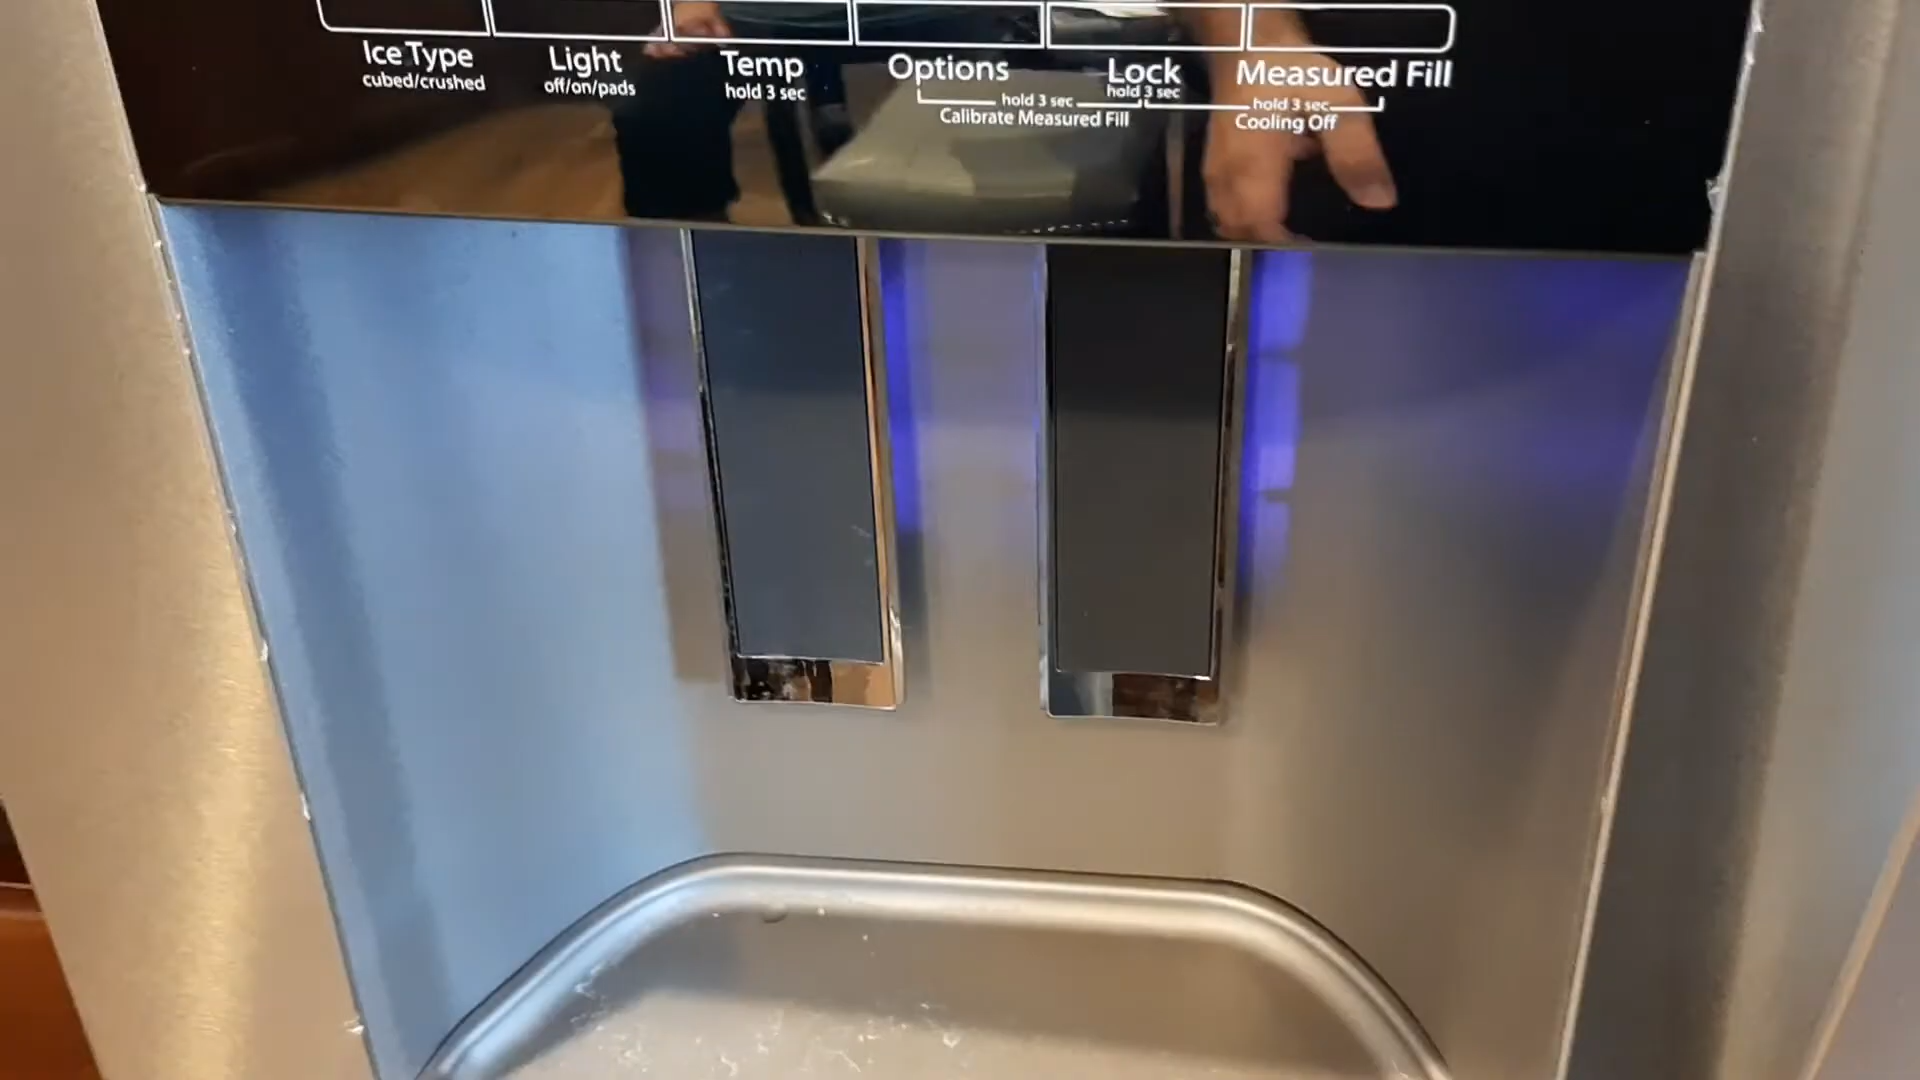 Ice Type
cubed/crushed
Light
off/on/pads
Temp
hold 3 sec
Options
Lock
hold 3 sec
Measured Fill
hold 3 sec
Calibrate Measured Fill
hold 3 sec
Cooling Off